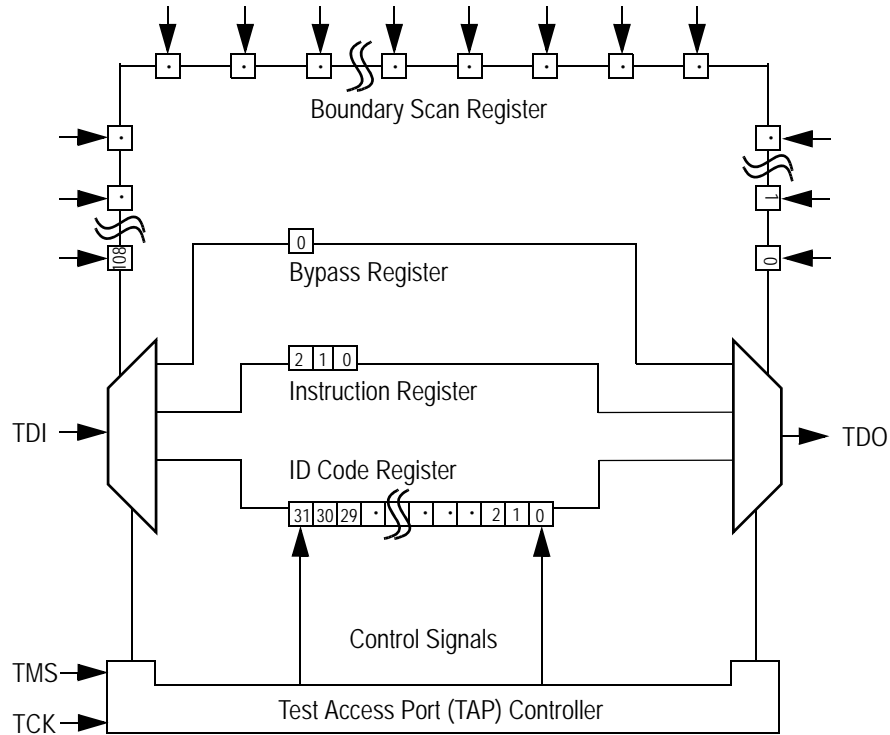 Boundary Scan Register
1
108
0
0
Bypass Register
2 1 0
Instruction Register
TDI
TDO
ID Code Register
31 30 29 · · · · 2 1 0
Control Signals
TMS
Test Access Port (TAP) Controller
TCK